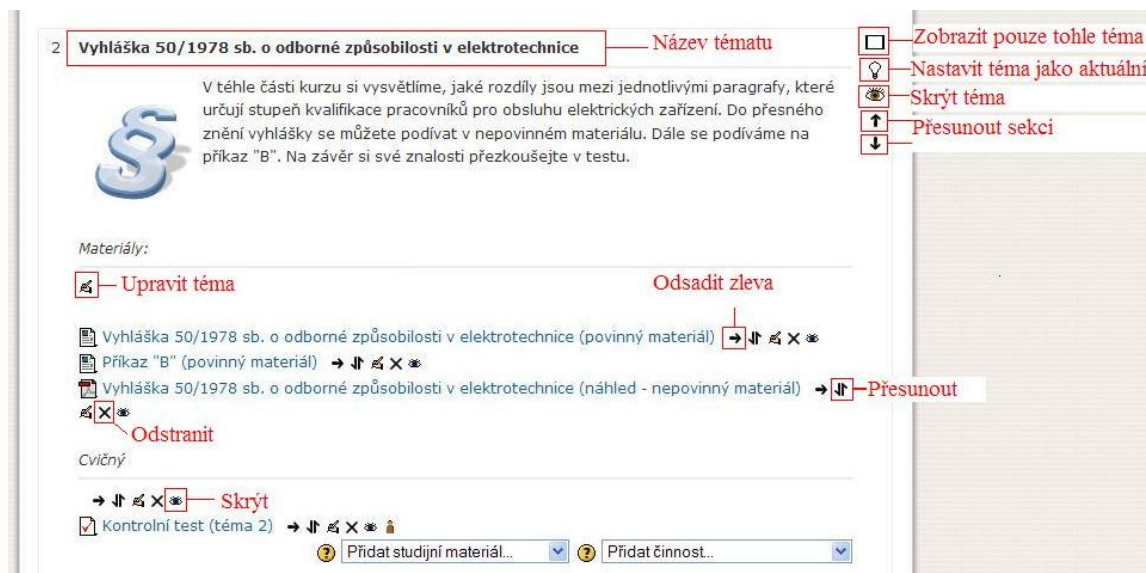 2 Vyhláška 50/1978 sb. o odborné způsobilosti v elektrotechnice
Název tématu
Zobrazit pouze tohle téma
Nastavit téma jako aktuální
Skrýt téma
Přesunout sekci
V téhle části kurzu si vysvětlíme, jaké rozdíly jsou mezi jednotlivými paragrafy, které
určují stupeň kvalifikace pracovníků pro obsluhu elektrických zařízení. Do přesného
znění vyhlášky se můžete podívat v nepovinném materiálu. Dále se podíváme na
příkaz "B". Na závěr si své znalosti přezkoušejte v testu.
Materiály:
Upravit téma
Odsadit zleva
Vyhláška 50/1978 sb. o odborné způsobilosti v elektrotechnice (povinný materiál)
Příkaz "B" (povinný materiál)
Vyhláška 50/1978 sb. o odborné způsobilosti v elektrotechnice (náhled - nepovinný materiál)
Přesunout
Odstranit
Cvičný
Skrýt
Kontrolní test (téma 2)
Přidat studijní materiál...
Přidat činnost...